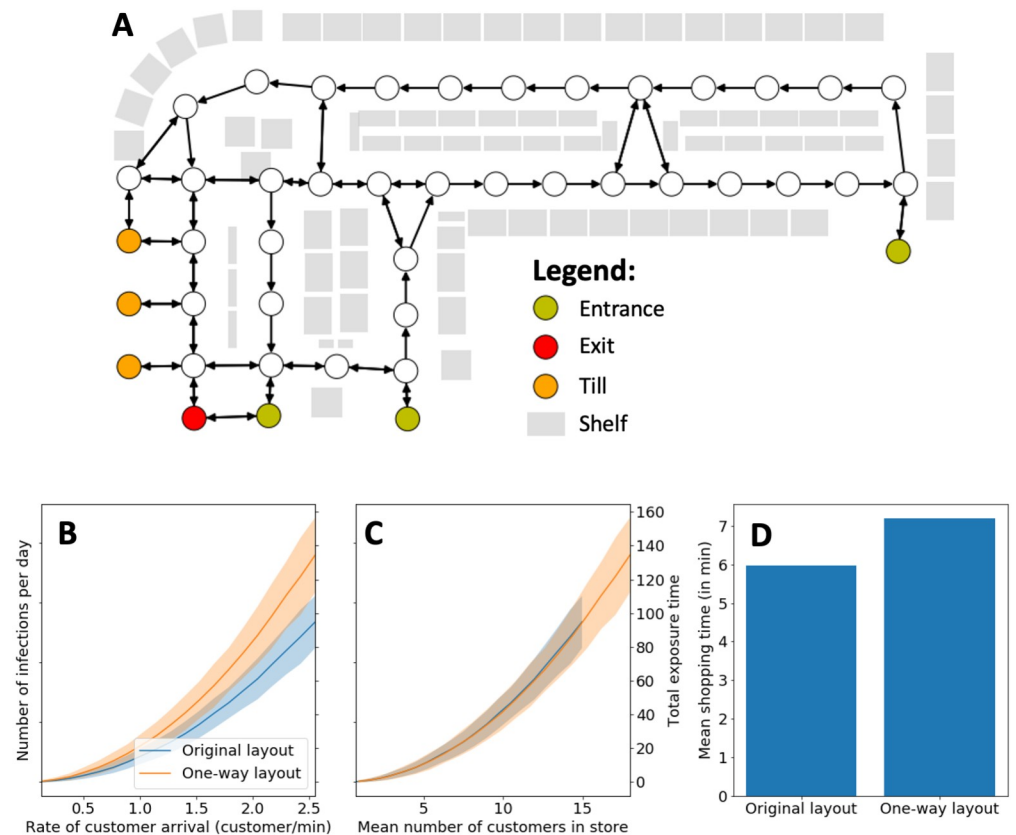 A
Legend:
Entrance
Exit
Till
Shelf
B
Number of infections per day
Original layout
One-way layout
0.5 1.0 1.5 2.0 2.5
Rate of customer arrival (customer/min)
C
160
140
120
100
80
60
40
20
0
Total exposure time
5 10 15
Mean number of customers in store
D
Mean shopping time (in min)
7
6
5
4
3
2
1
0
Original layout One-way layout